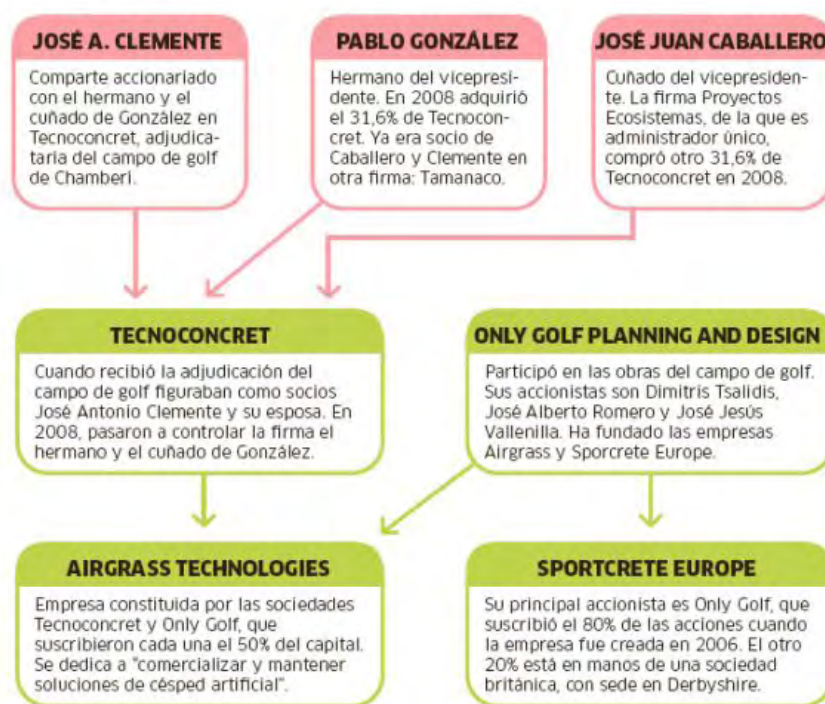 JOSÉ A. CLEMENTE
Comparte accionariado
con el hermano y el
cuñado de González en
Tecnoconcret, adjudica-
taria del campo de golf
de Chamberí.
PABLO GONZÁLEZ
Hermano del vicepresi-
dente. En 2008 adquirió
el 31,6% de Tecnocon-
cret. Ya era socio de
Caballero y Clemente en
otra firma: Tamanaco.
JOSÉ JUAN CABALLERO
Cuñado del vicepresiden-
te. La firma Proyectos
Ecosistemas, de la que es
administrador único,
compró otro 31,6% de
Tecnoconcret en 2008.
TECNOCONCRET
Cuando recibió la adjudicación del
campo de golf figuraban como socios
José Antonio Clemente y su esposa. En
2008, pasaron a controlar la firma el
hermano y el cuñado de González.
ONLY GOLF PLANNING AND DESIGN
Participó en las obras del campo de golf.
Sus accionistas son Dimitris Tsalidis,
José Alberto Romero y José Jesús
Vallenilla. Ha fundado las empresas
Airgrass y Sporcrete Europe.
AIRGRASS TECHNOLOGIES
Empresa constituida por las sociedades
Tecnoconcret y Only Golf, que
suscribieron cada una el 50% del capital.
Se dedica a "comercializar y mantener
soluciones de césped artificial".
SPORTCRETE EUROPE
Su principal accionista es Only Golf, que
suscribió el 80% de las acciones cuando
la empresa fue creada en 2006. El otro
20% está en manos de una sociedad
británica, con sede en Derbyshire.